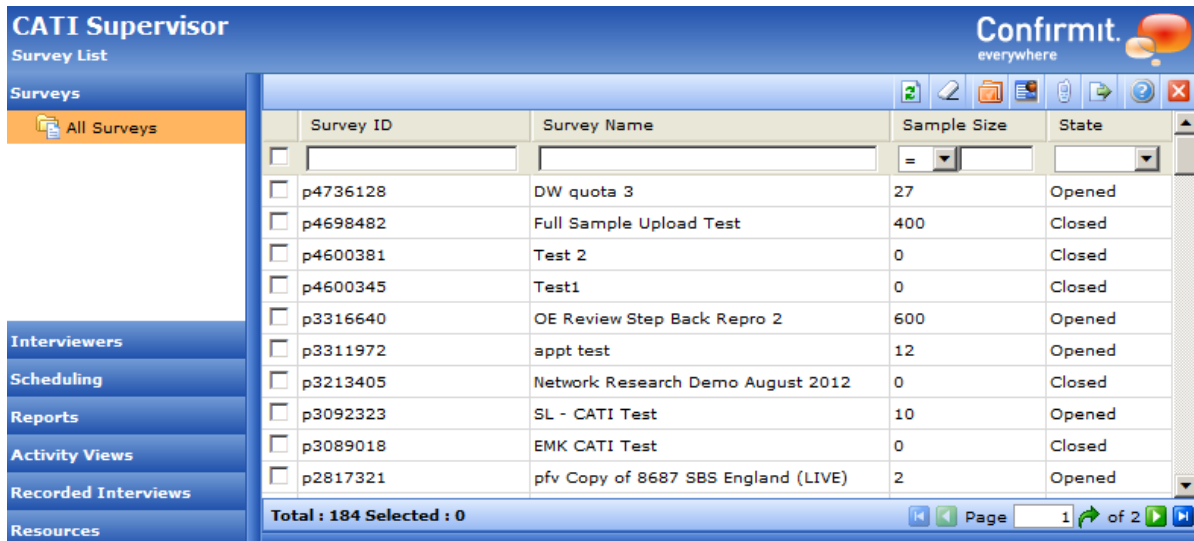 CATI Supervisor
Survey List
Confirmit.
everywhere
Surveys
All Surveys
Survey ID Survey Name Sample Size State
=
p4736128 DW quota 3 27 Opened
p4698482 Full Sample Upload Test 400 Closed
p4600381 Test 2 0 Closed
p4600345 Test1 0 Closed
p3316640 OE Review Step Back Repro 2 600 Opened
p3311972 appt test 12 Opened
p3213405 Network Research Demo August 2012 0 Closed
p3092323 SL - CATI Test 10 Opened
p3089018 EMK CATI Test 0 Closed
p2817321 pfv Copy of 8687 SBS England (LIVE) 2 Opened
Interviewers
Scheduling
Reports
Activity Views
Recorded Interviews
Resources
Total : 184 Selected : 0 Page 1 of 2